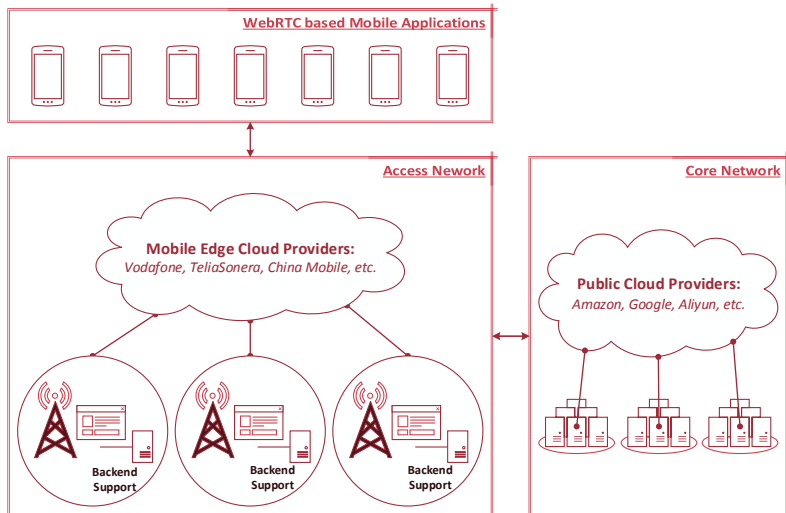 WebRTC based Mobile Applications
Access Nework
Core Network
Mobile Edge Cloud Providers:
Vodafone, TeliaSonera, China Mobile, etc.
Public Cloud Providers:
Amazon, Google, Aliyun, etc.
Backend
Support
Backend
Support
Backend
Support